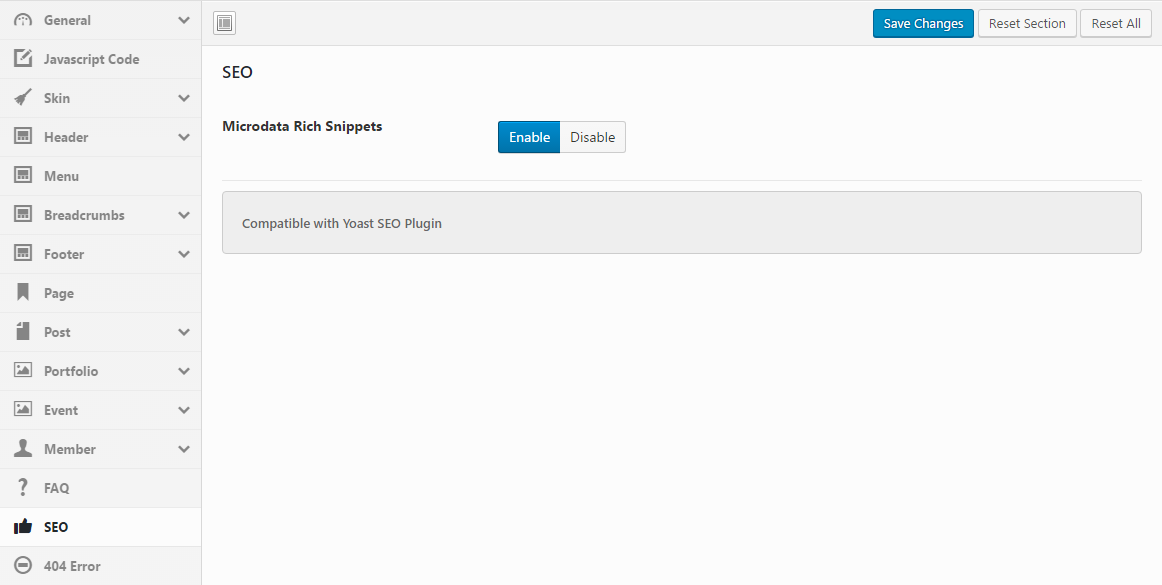 General
Javascript Code
Skin
Header
Menu
Breadcrumbs
Footer
Page
Post
Portfolio
Event
Member
FAQ
SEO
404 Error
Save Changes
Reset Section
Reset All
SEO
Microdata Rich Snippets
Enable
Disable
Compatible with Yoast SEO Plugin